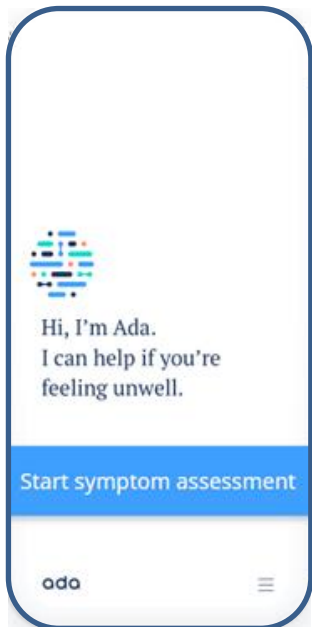 Hi, I’m Ada.
I can help if you’re
feeling unwell.
Start symptom assessment
ada